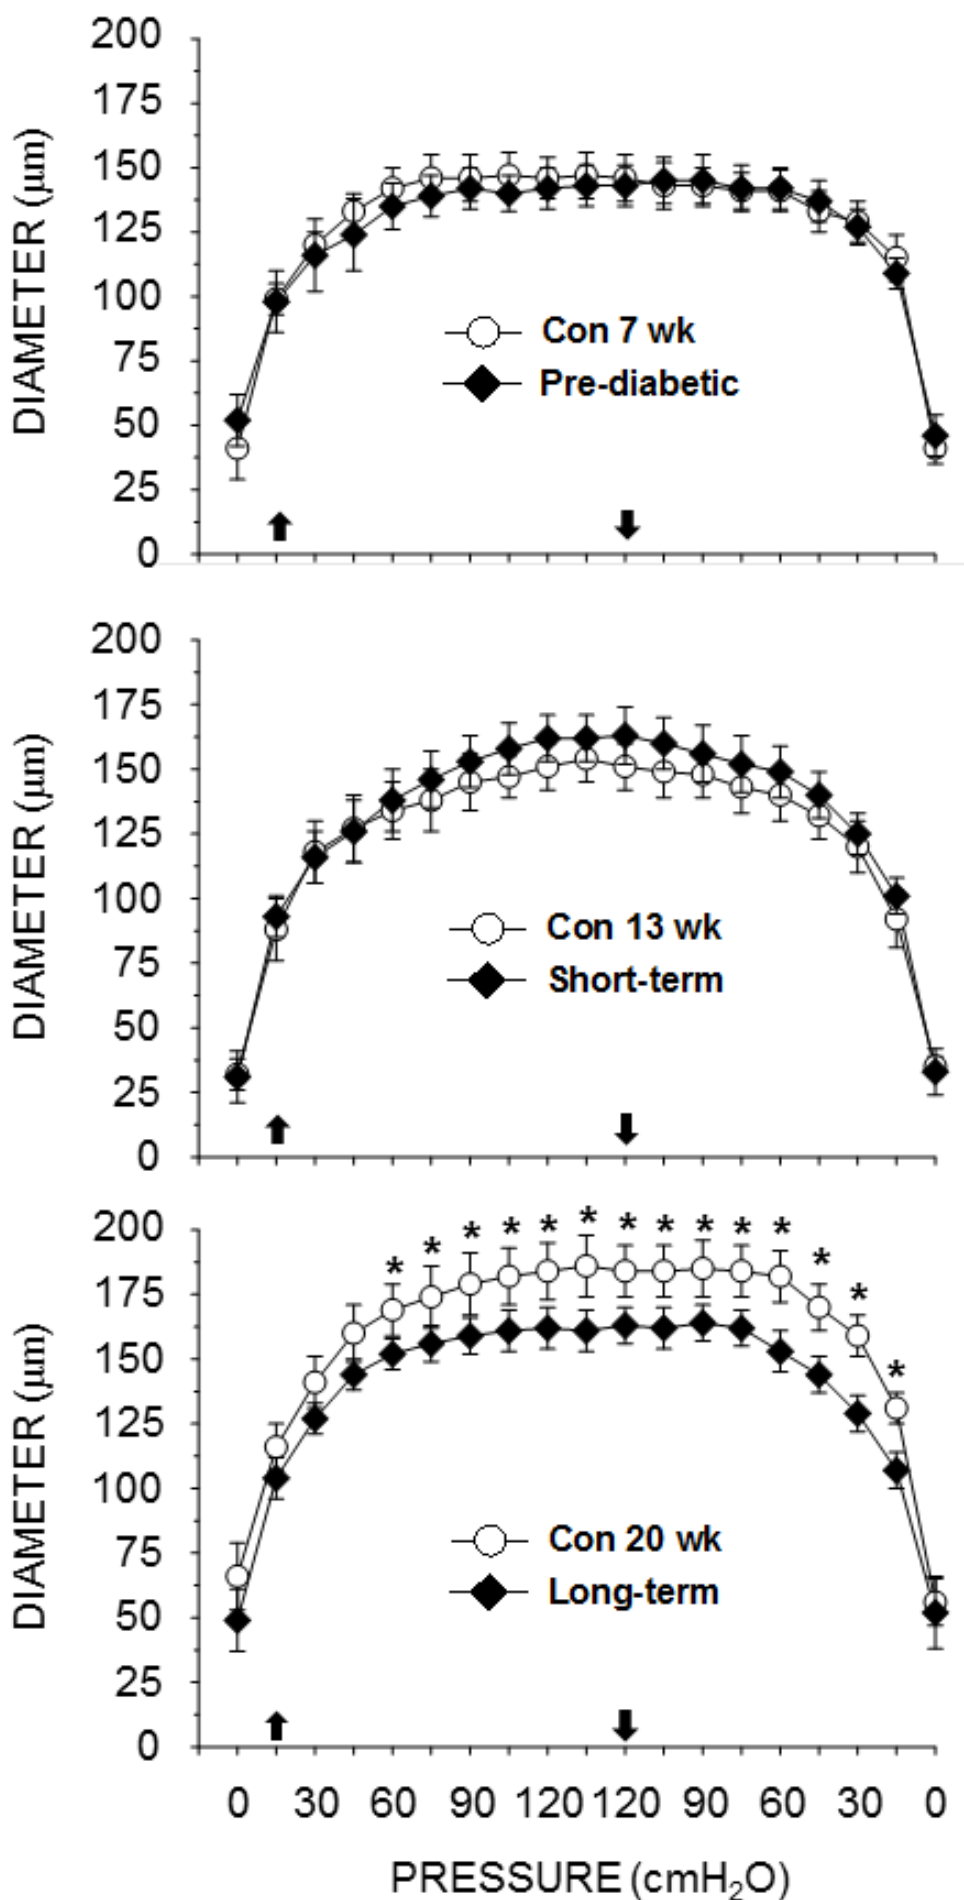 200
175
150
125
100
75
50
25
0
DIAMETER (µm)
Con 7 wk
Pre-diabetic
200
175
150
125
100
75
50
25
0
DIAMETER (µm)
Con 13 wk
Short-term
200
175
150
125
100
75
50
25
0
DIAMETER (µm)
* * * * * * * * * * * * * *
Con 20 wk
Long-term
0 30 60 90 120 120 90 60 30 0
PRESSURE (cmH₂O)